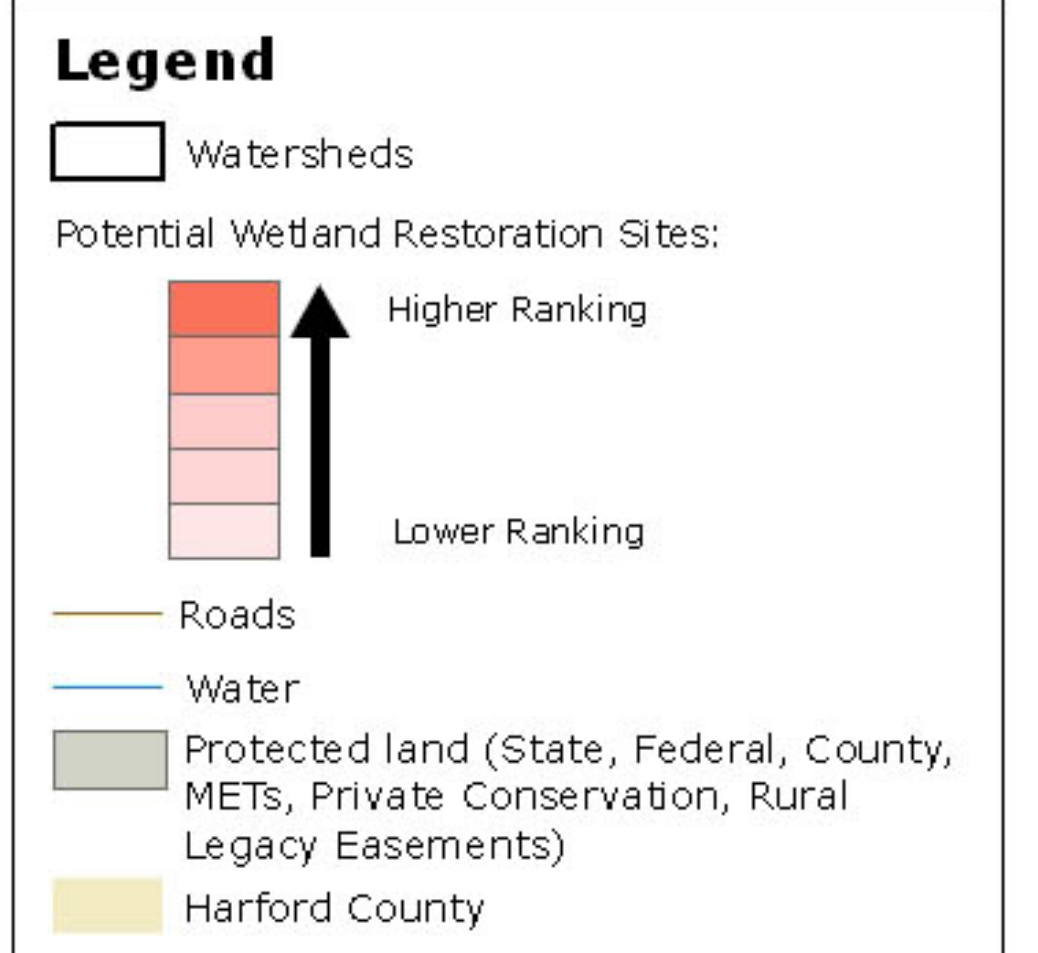 Legend
Watersheds
Potential Wetland Restoration Sites:
Higher Ranking
Lower Ranking
Roads
Water
Protected land (State, Federal, County,
METs, Private Conservation, Rural
Legacy Easements)
Harford County